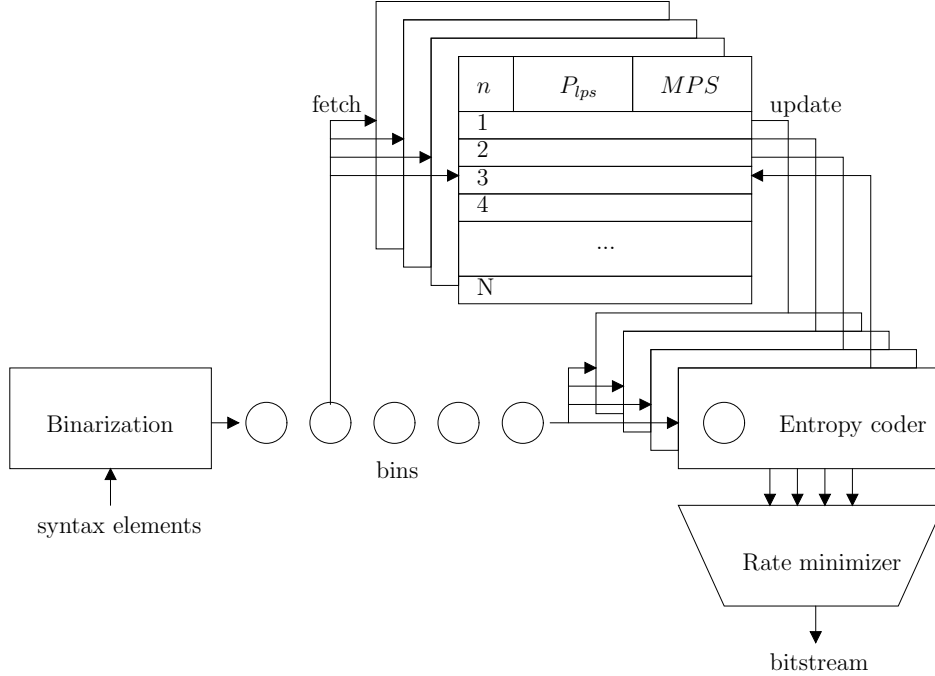 n P_lps MPS
fetch
update
1
2
3
4
...
N
Binarization
Entropy coder
bins
syntax elements
Rate minimizer
bitstream